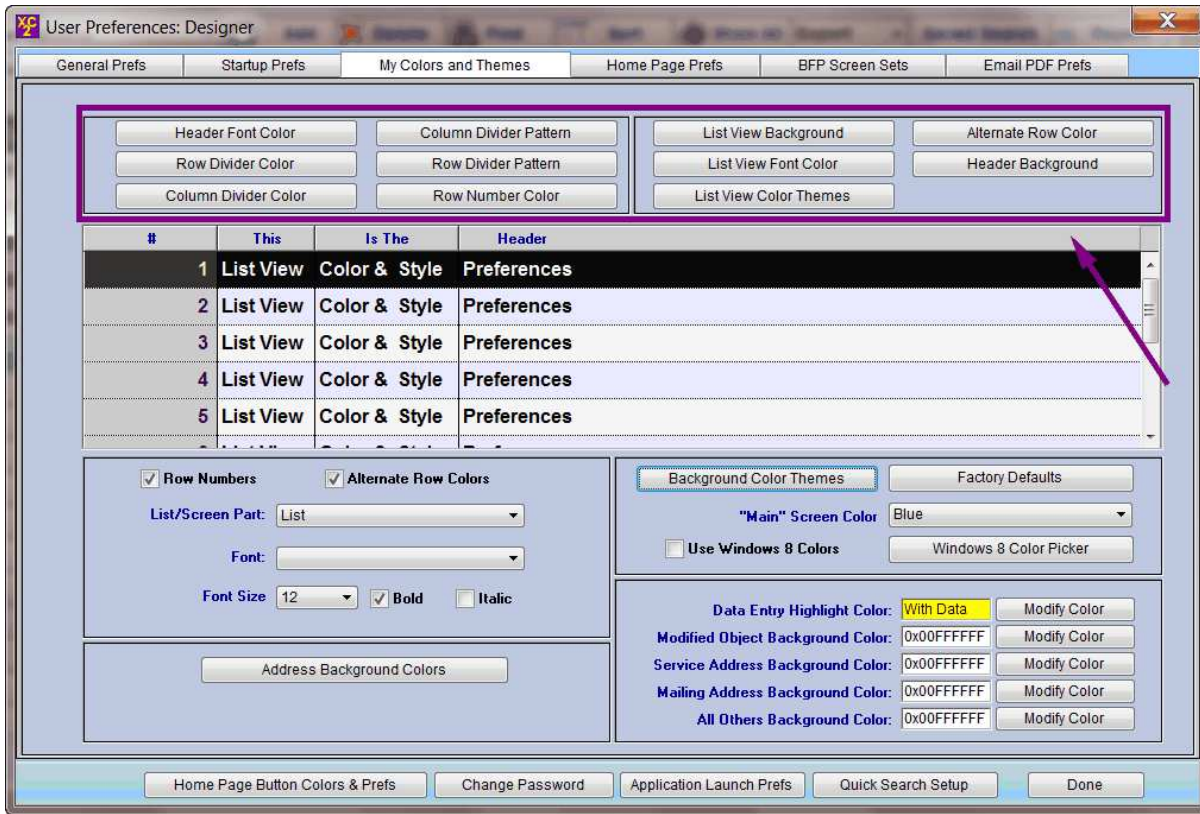 XC2
User Preferences: Designer
General Prefs Startup Prefs My Colors and Themes Home Page Prefs BFP Screen Sets Email PDF Prefs
Header Font Color Column Divider Pattern List View Background Alternate Row Color
Row Divider Color Row Divider Pattern List View Font Color Header Background
Column Divider Color Row Number Color List View Color Themes
# This Is The Header
1 List View Color & Style Preferences
2 List View Color & Style Preferences
3 List View Color & Style Preferences
4 List View Color & Style Preferences
5 List View Color & Style Preferences
Row Numbers Alternate Row Colors
List/Screen Part: List
Font:
Font Size 12 Bold Italic
Address Background Colors
Background Color Themes Factory Defaults
"Main" Screen Color Blue
Use Windows 8 Colors Windows 8 Color Picker
Data Entry Highlight Color: With Data Modify Color
Modified Object Background Color: 0x00FFFFFF Modify Color
Service Address Background Color: 0x00FFFFFF Modify Color
Mailing Address Background Color: 0x00FFFFFF Modify Color
All Others Background Color: 0x00FFFFFF Modify Color
Home Page Button Colors & Prefs Change Password Application Launch Prefs Quick Search Setup Done